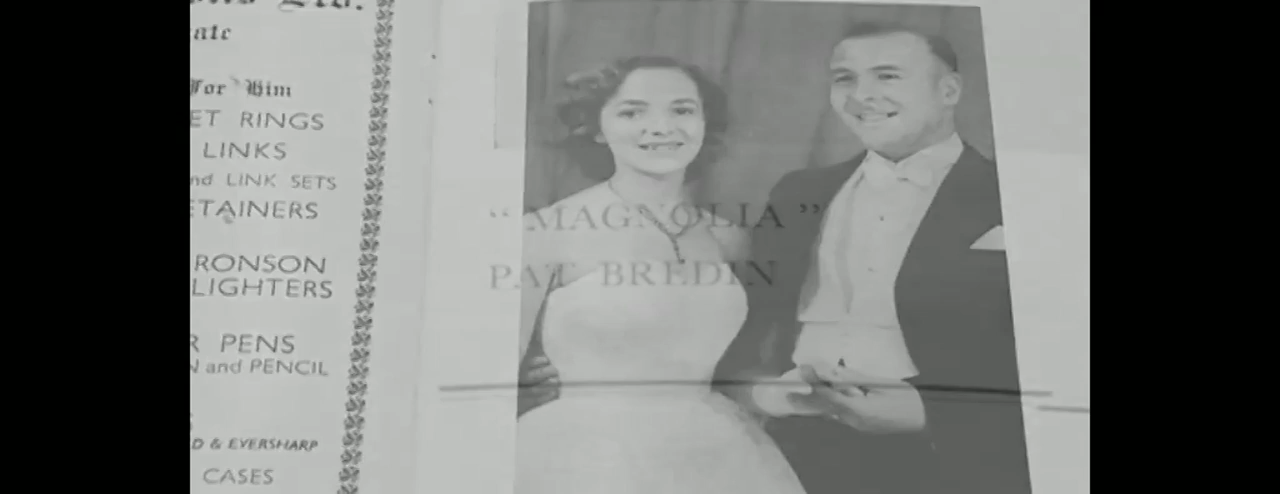 ate
For Him
ET RINGS
LINKS
nd LINK SETS
ETAINERS
RONSON
LIGHTERS
R PENS
N and PENCIL
D & EVERSHARP
CASES
“MAGNOLIA”
PAT BREDIN